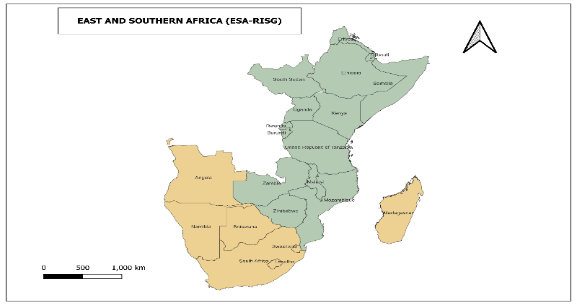 EAST AND SOUTHERN AFRICA (ESA-RISG)
Eritrea
Djibouti
Ethiopia
South Sudan
Somalia
Uganda
Kenya
Rwanda
Burundi
United Republic of Tanzania
Angola
Zambia
Malawi
Mozambique
Zimbabwe
Madagascar
Namibia
Botswana
Eswatini
South Africa
Lesotho
0 500 1,000 km